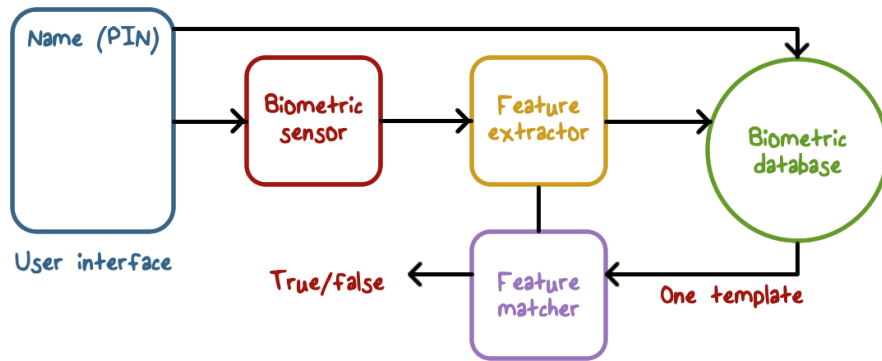 Name (PIN)
Biometric
sensor
Feature
extractor
Biometric
database
User interface
True/false
Feature
matcher
One template